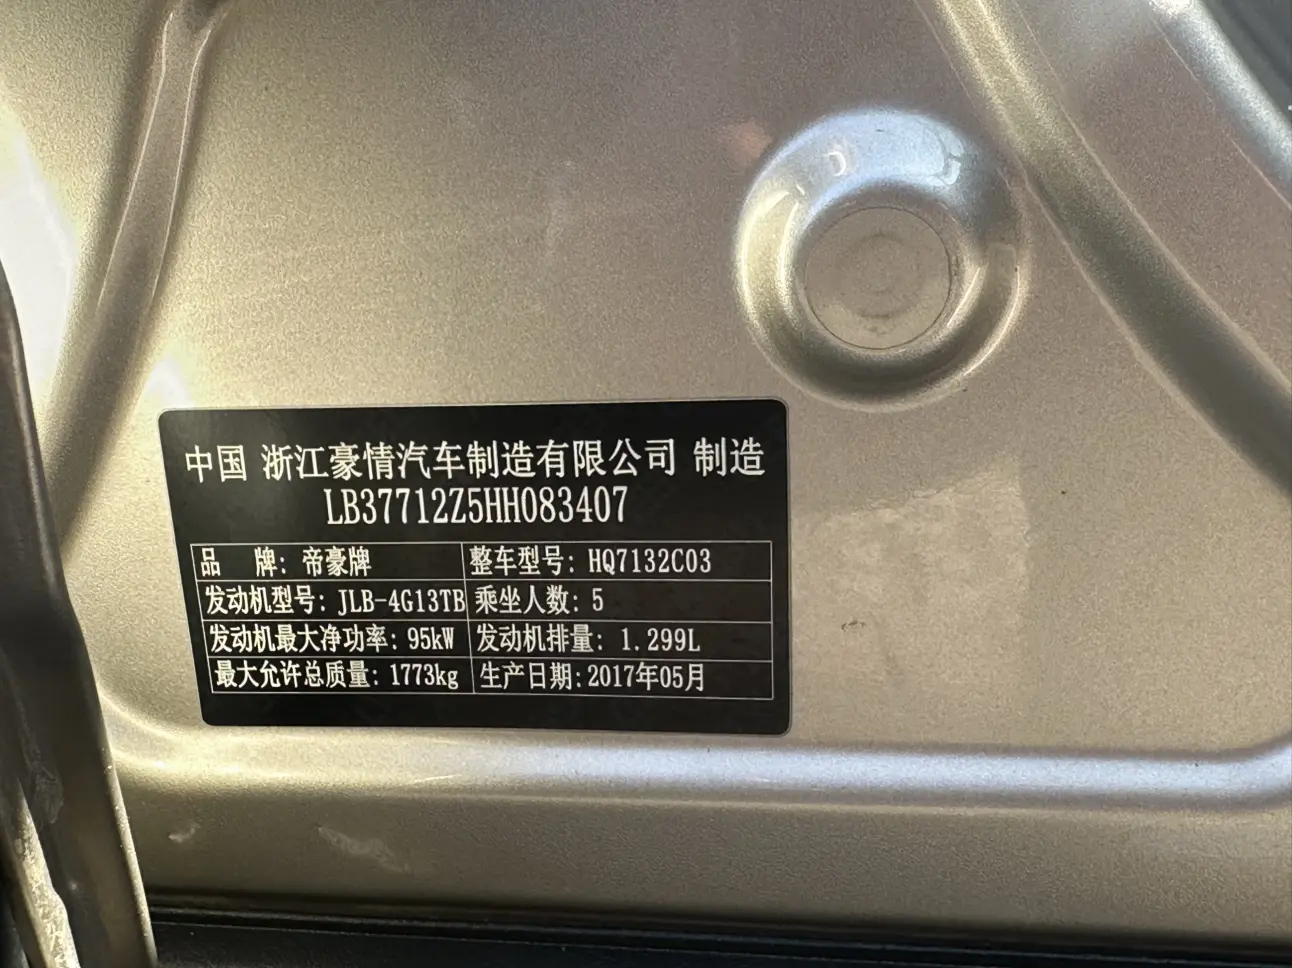 中国 浙江豪情汽车制造有限公司 制造
LB37712Z5HH083407
品 牌: 帝豪牌 整车型号: HQ7132C03
发动机型号: JLB-4G13TB 乘坐人数: 5
发动机最大净功率: 95kW 发动机排量: 1.299L
最大允许总质量: 1773kg 生产日期: 2017年05月